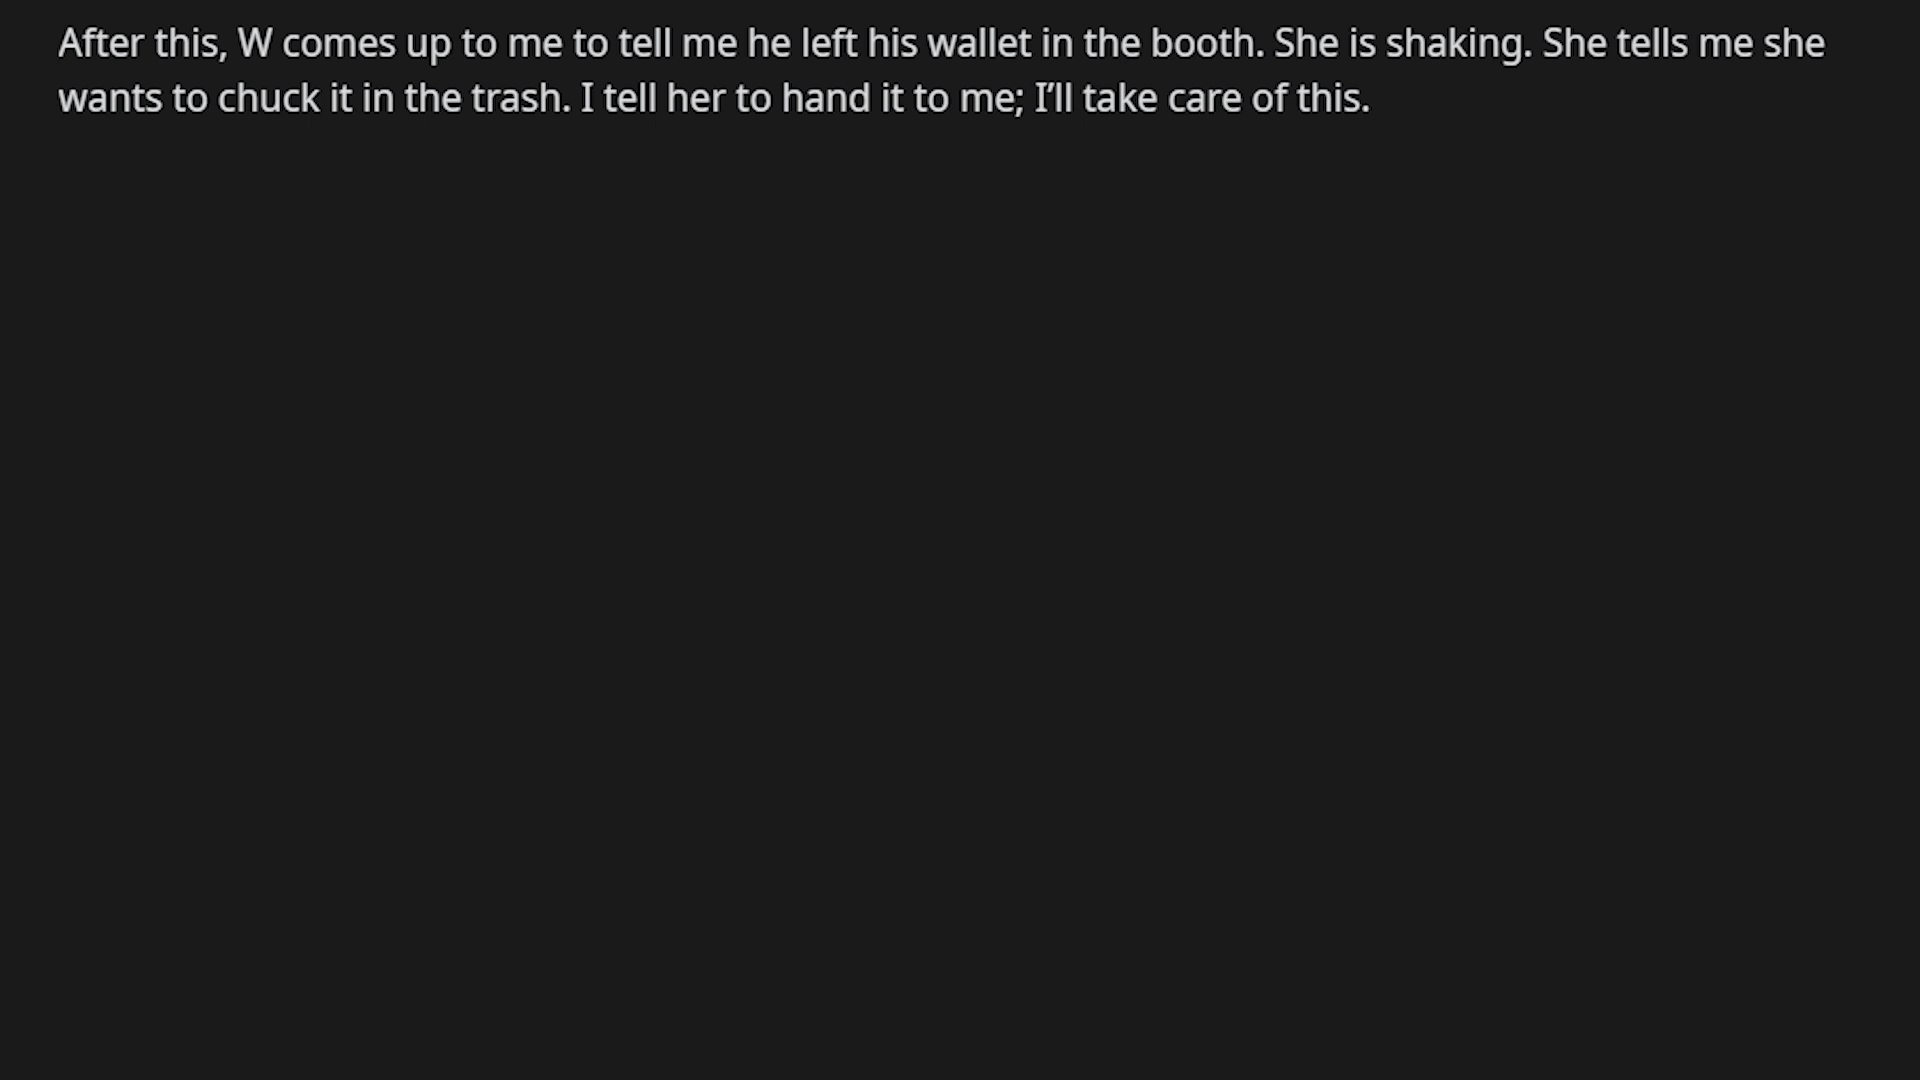 After this, W comes up to me to tell me he left his wallet in the booth. She is shaking. She tells me she
wants to chuck it in the trash. I tell her to hand it to me; I’ll take care of this.